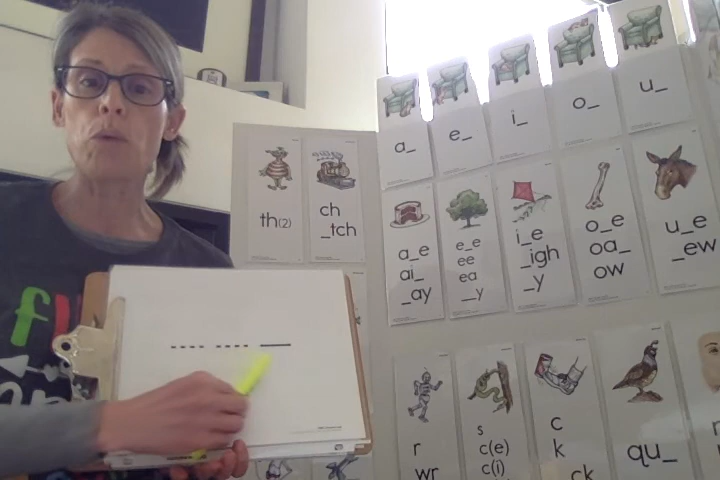 a_
e_
i_
o_
u_
th(2)
ch
_tch
a_e
ai_
_ay
e_e
ee
ea
_y
i_e
_igh
_y
o_e
oa_
ow
u_e
_ew
r
wr
s
c(e)
c(i)
c
k
ck
qu_